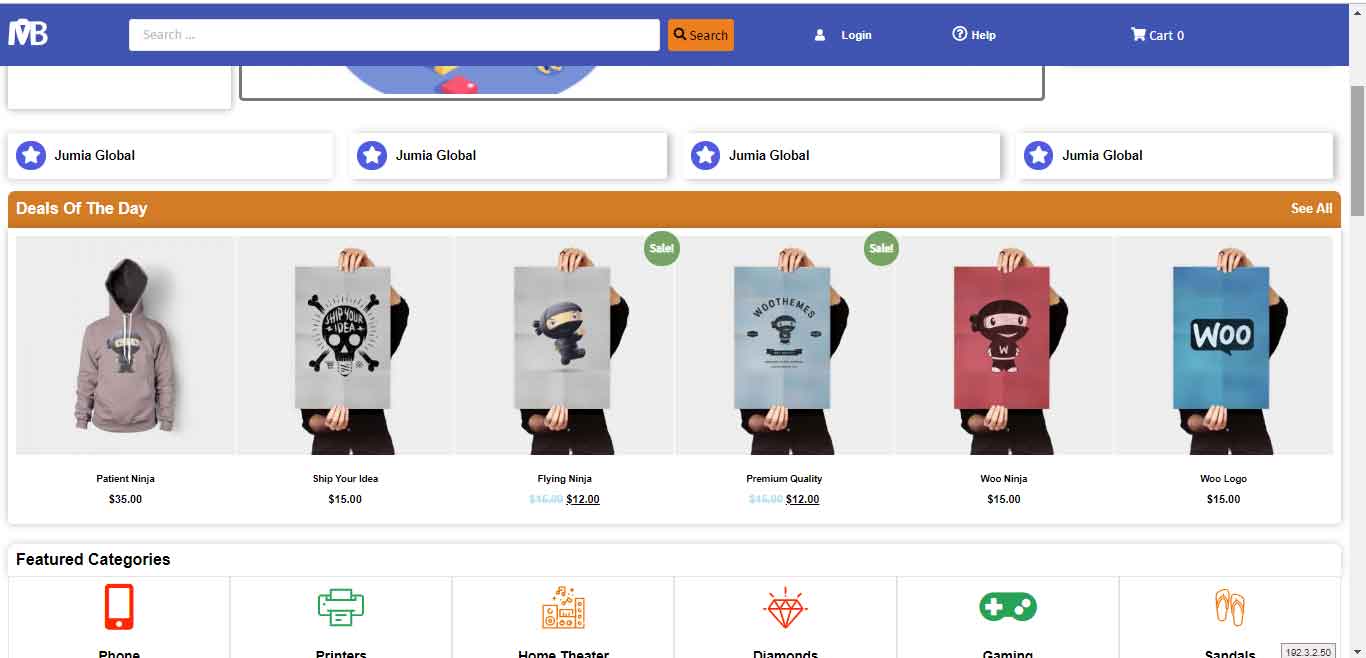 MB
Search ...
Search
Login
Help
Cart 0
Jumia Global
Jumia Global
Jumia Global
Jumia Global
Deals Of The Day
See All
Sale!
Sale!
SHIP YOUR
IDEA
WOOTHEMES
W
WOO
Patient Ninja
Ship Your Idea
Flying Ninja
Premium Quality
Woo Ninja
Woo Logo
$35.00
$15.00
$15.00 $12.00
$15.00 $12.00
$15.00
$15.00
Featured Categories
Phone
Printers
Home Theater
Diamonds
Gaming
Sandals
192.3.2.50